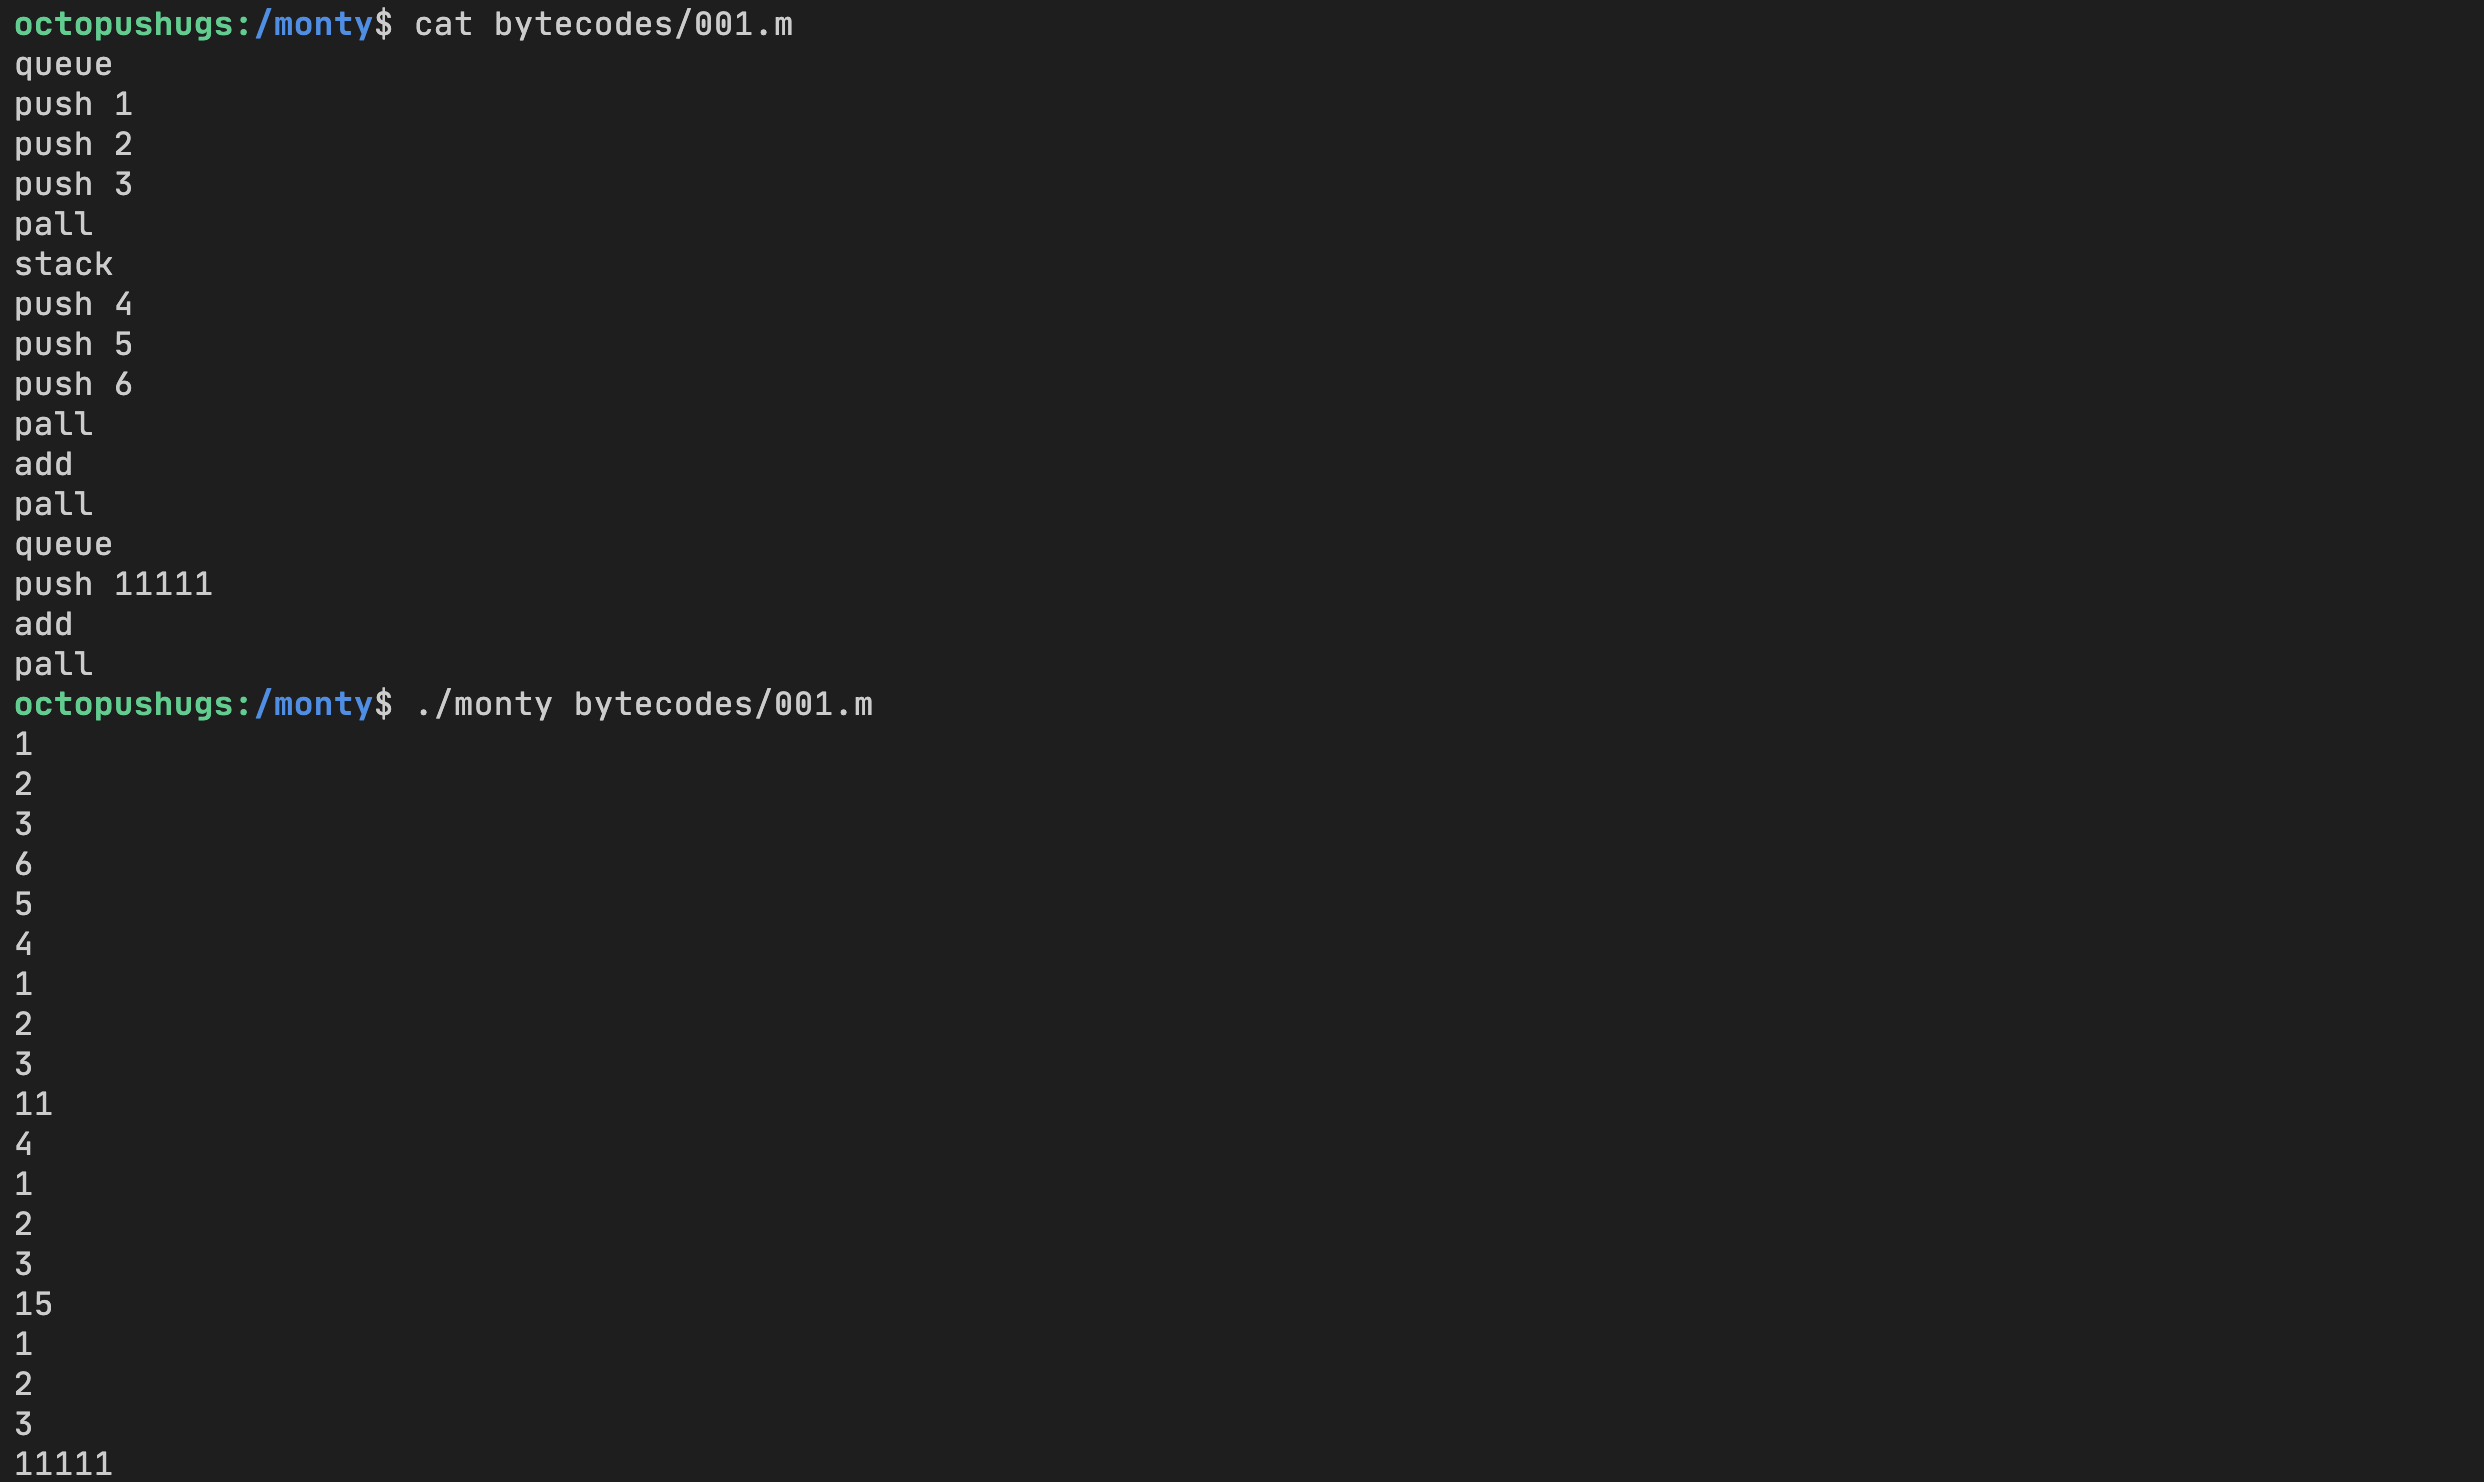 octopushugs:/monty$ cat bytecodes/001.m
queue
push 1
push 2
push 3
pall
stack
push 4
push 5
push 6
pall
add
pall
queue
push 11111
add
pall
octopushugs:/monty$ ./monty bytecodes/001.m
1
2
3
6
5
4
1
2
3
11
4
1
2
3
15
1
2
3
11111